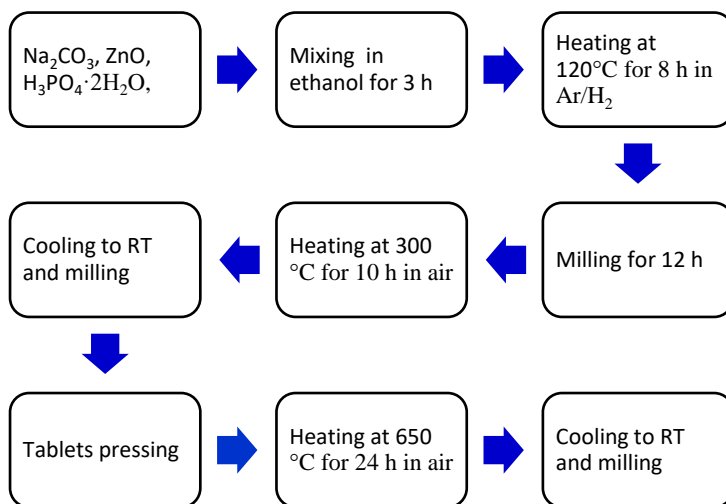 Na₂CO₃, ZnO,
H₃PO₄·2H₂O,
Mixing in
ethanol for 3 h
Heating at
120°C for 8 h in
Ar/H₂
Cooling to RT
and milling
Heating at 300
°C for 10 h in air
Milling for 12 h
Tablets pressing
Heating at 650
°C for 24 h in air
Cooling to RT
and milling